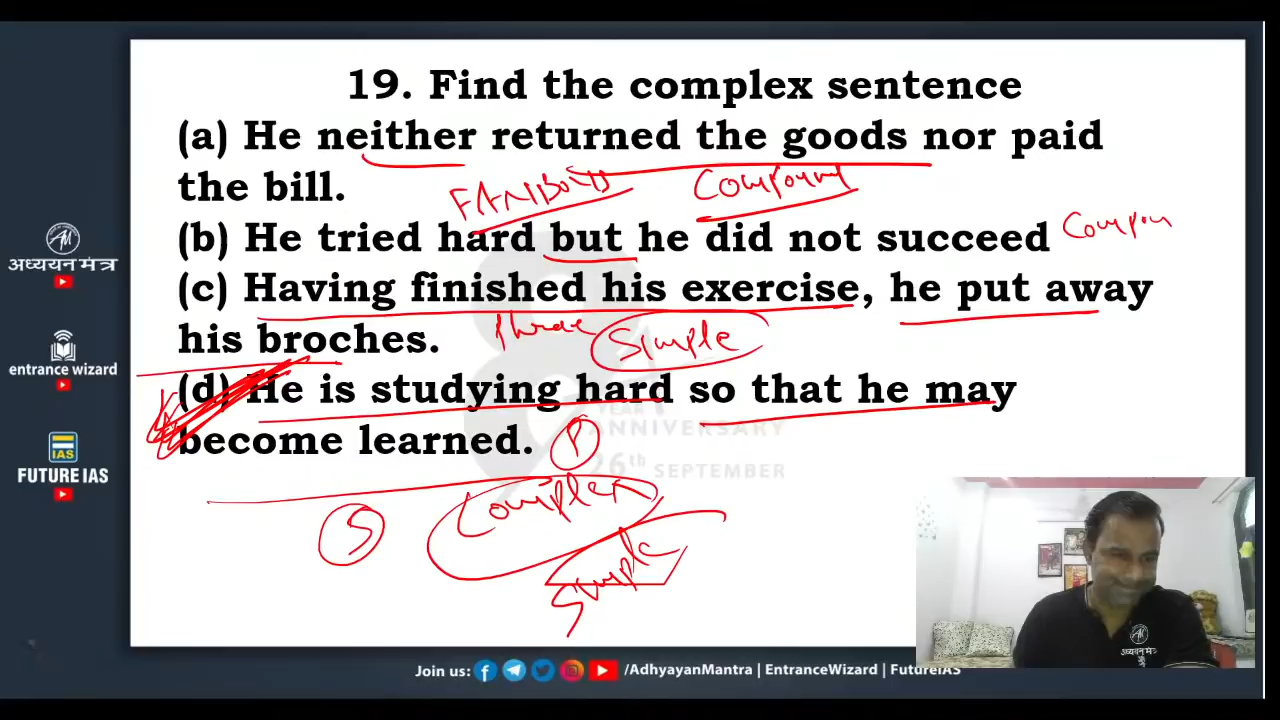 19. Find the complex sentence
(a) He neither returned the goods nor paid
the bill.
FANBOYS Compound
(b) He tried hard but he did not succeed Compou
(c) Having finished his exercise, he put away
his broches. Phrase Simple
(d) He is studying hard so that he may
become learned. P
ANNIVERSARY
26th SEPTEMBER
S Complex
Simple
अध्ययन मंत्र
entrance wizard
IAS
FUTURE IAS
Join us: /AdhyayanMantra | EntranceWizard | FutureIAS